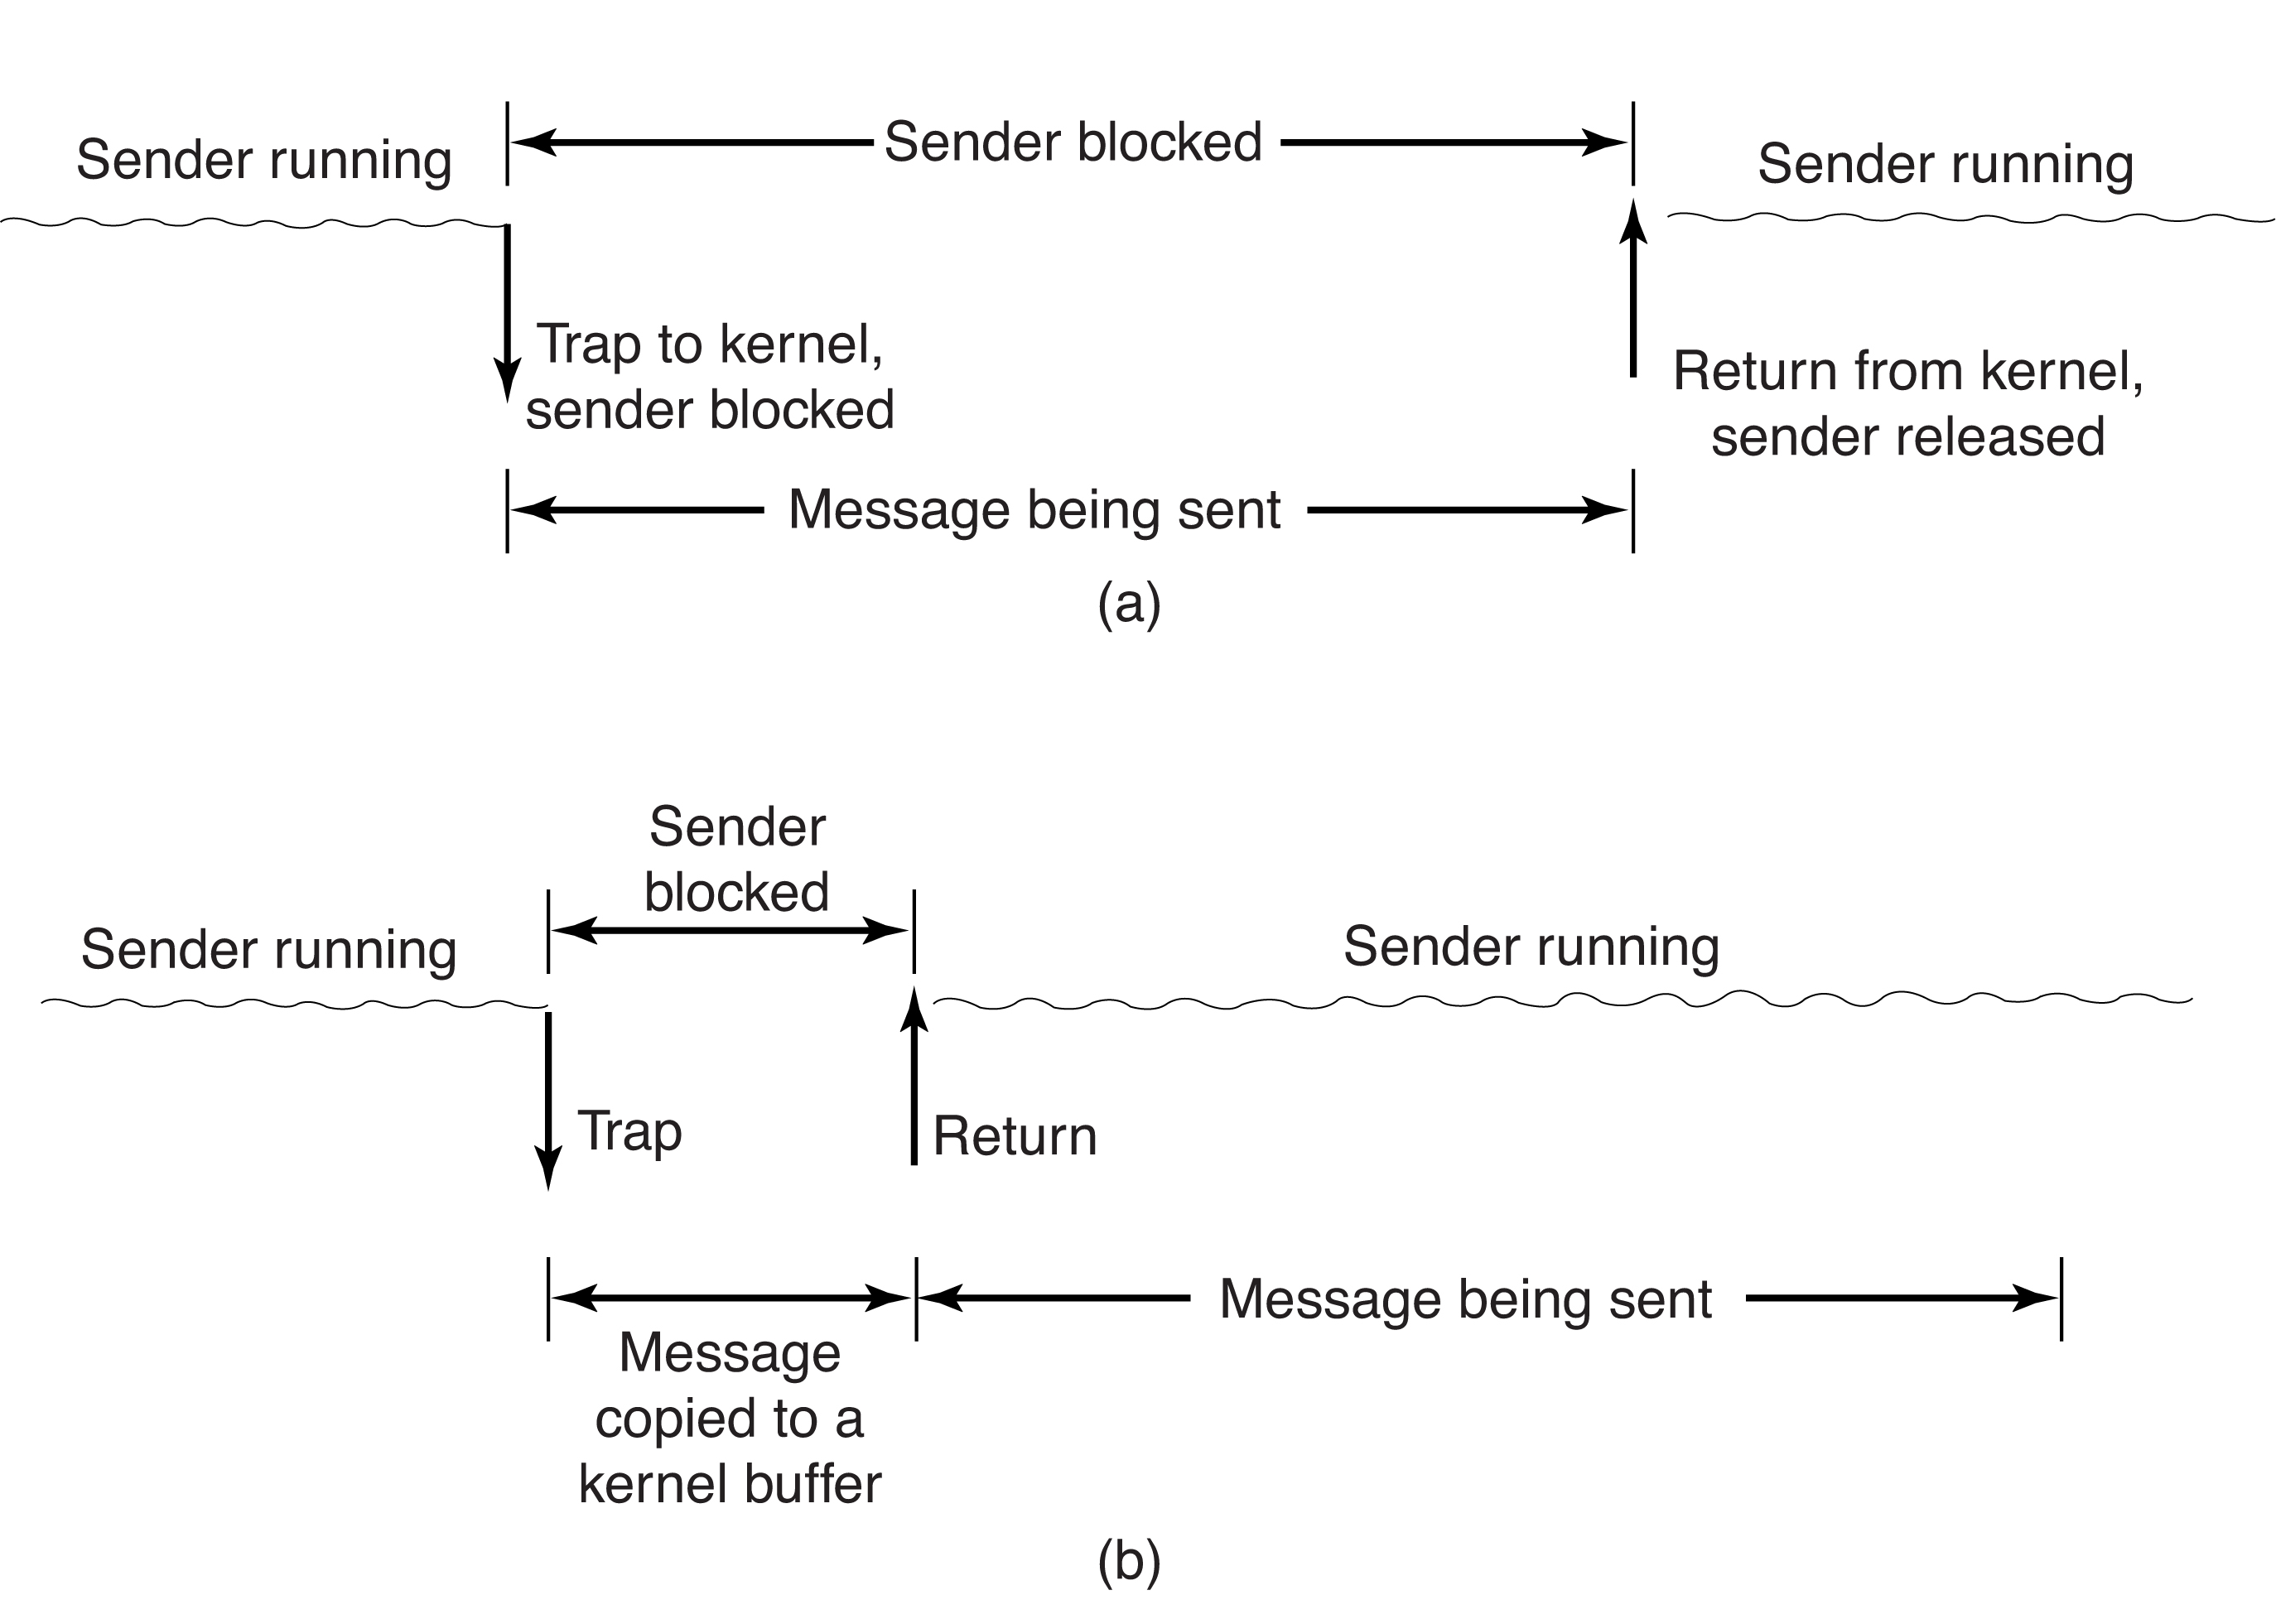 Sender blocked
Sender running
Sender running
Trap to kernel,
sender blocked
Return from kernel,
sender released
Message being sent
(a)
Sender
blocked
Sender running
Sender running
Trap
Return
Message being sent
Message
copied to a
kernel buffer
(b)